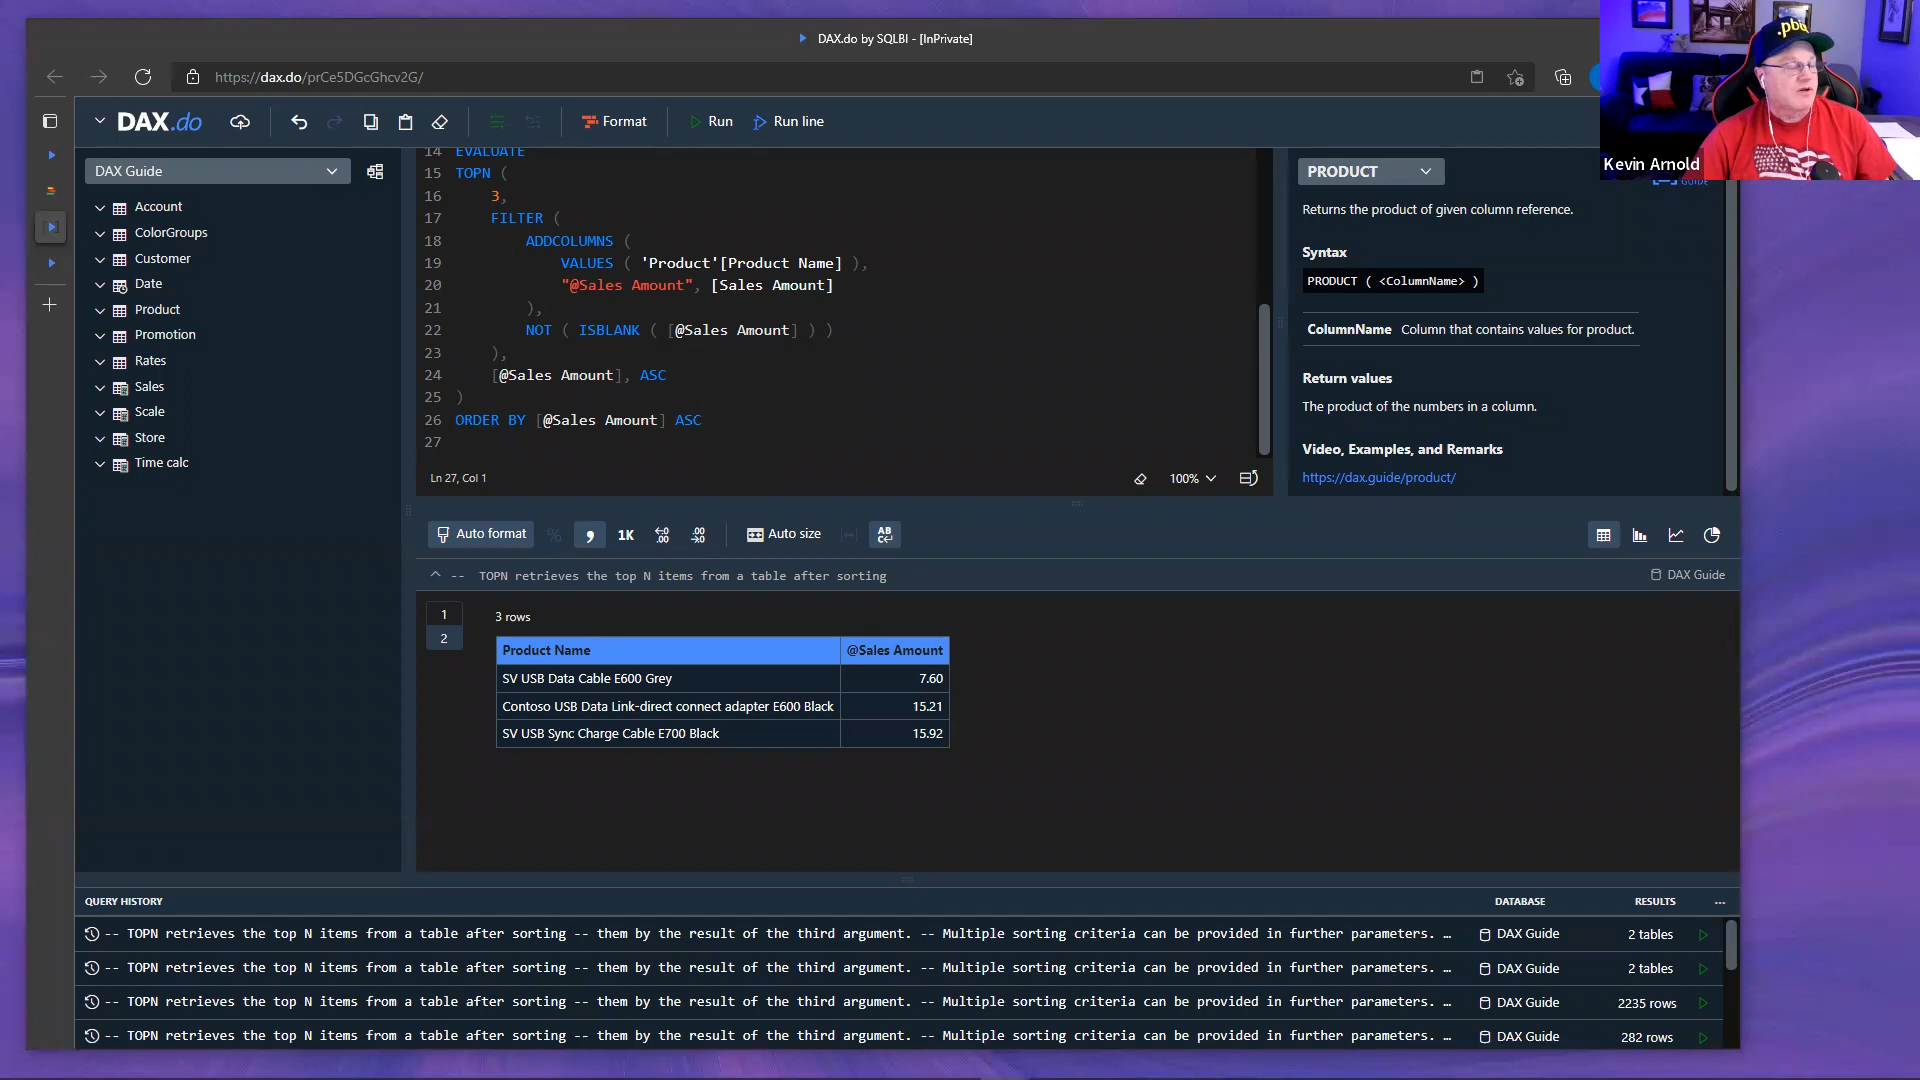 DAX.do by SQLBI - [InPrivate]
https://dax.do/prCe5DGcGhcv2G/
.pbix
Kevin Arnold
DAX.do
Format
Run
Run line
DAX Guide
Account
ColorGroups
Customer
Date
Product
Promotion
Rates
Sales
Scale
Store
Time calc
14 EVALUATE
15 TOPN (
16 3,
17 FILTER (
18 ADDCOLUMNS (
19 VALUES ( 'Product'[Product Name] ),
20 "@Sales Amount", [Sales Amount]
21 ),
22 NOT ( ISBLANK ( [@Sales Amount] ) )
23 ),
24 [@Sales Amount], ASC
25 )
26 ORDER BY [@Sales Amount] ASC
27
Ln 27, Col 1
100%
PRODUCT
GUIDE
Returns the product of given column reference.
Syntax
PRODUCT ( <ColumnName> )
ColumnName Column that contains values for product.
Return values
The product of the numbers in a column.
Video, Examples, and Remarks
https://dax.guide/product/
Auto format
%
,
1K
.00
.00
Auto size
AB
C
-- TOPN retrieves the top N items from a table after sorting
DAX Guide
1
2
3 rows
Product Name @Sales Amount
SV USB Data Cable E600 Grey 7.60
Contoso USB Data Link-direct connect adapter E600 Black 15.21
SV USB Sync Charge Cable E700 Black 15.92
QUERY HISTORY DATABASE RESULTS ...
-- TOPN retrieves the top N items from a table after sorting -- them by the result of the third argument. -- Multiple sorting criteria can be provided in further parameters. … DAX Guide 2 tables
-- TOPN retrieves the top N items from a table after sorting -- them by the result of the third argument. -- Multiple sorting criteria can be provided in further parameters. … DAX Guide 2 tables
-- TOPN retrieves the top N items from a table after sorting -- them by the result of the third argument. -- Multiple sorting criteria can be provided in further parameters. … DAX Guide 2235 rows
-- TOPN retrieves the top N items from a table after sorting -- them by the result of the third argument. -- Multiple sorting criteria can be provided in further parameters. … DAX Guide 282 rows